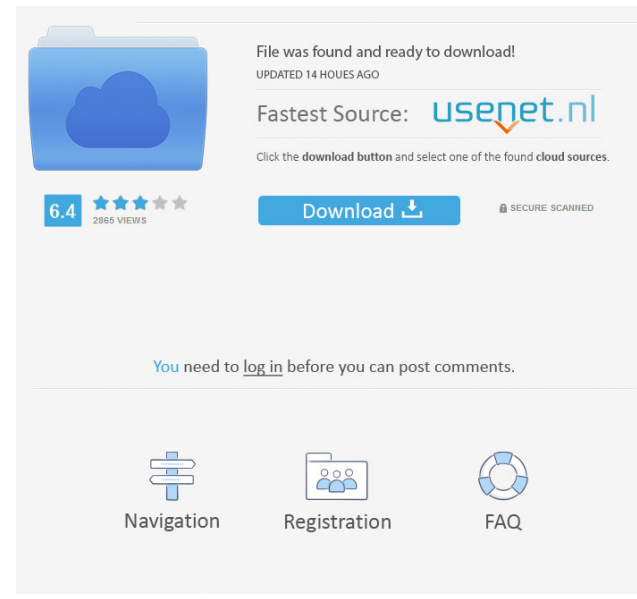 File was found and ready to download!
UPDATED 14 HOUES AGO
Fastest Source: usenet.nl
Click the download button and select one of the found cloud sources.
6.4
2865 VIEWS
Download
SECURE SCANNED
You need to log in before you can post comments.
Navigation
Registration
FAQ